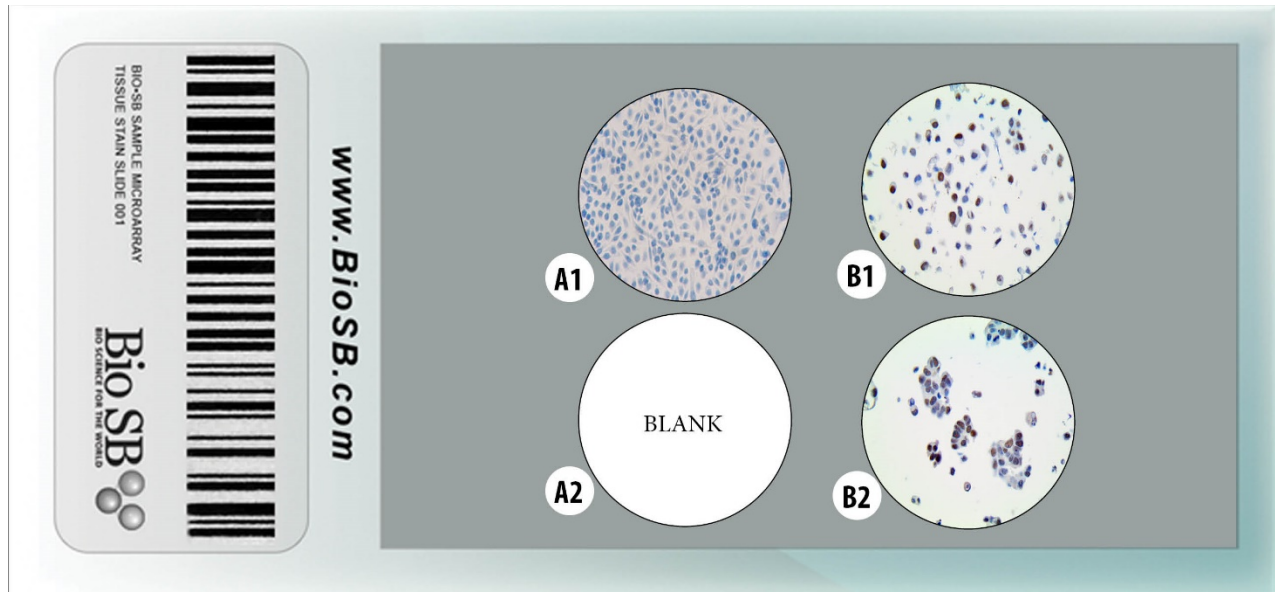 BIO•SB SAMPLE MICROARRAY
TISSUE STAIN SLIDE 001
Bio SB
BIO SCIENCE FOR THE WORLD
www.BioSB.com
A1
B1
BLANK
A2
B2